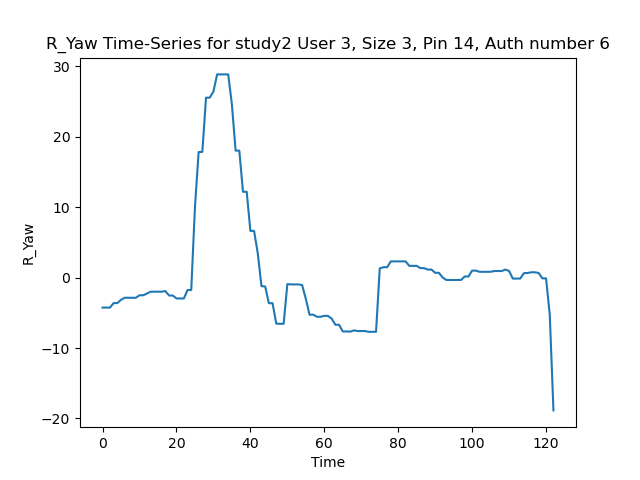 R_Yaw Time-Series for study2 User 3, Size 3, Pin 14, Auth number 6
30
20
10
0
−10
−20
R_Yaw
0 20 40 60 80 100 120
Time